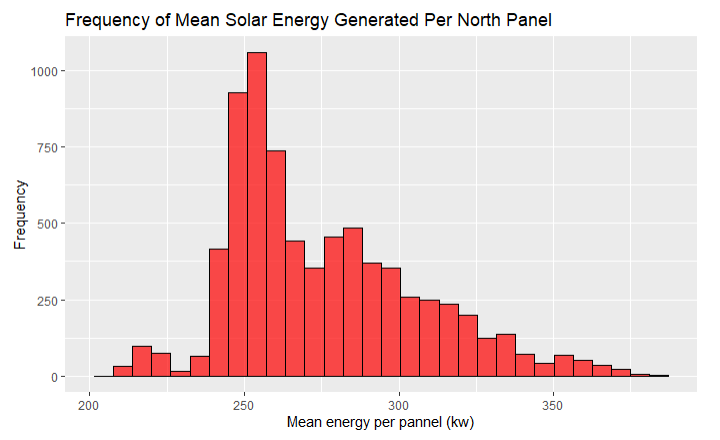 Frequency of Mean Solar Energy Generated Per North Panel
1000
750
500
250
0
Frequency
200 250 300 350
Mean energy per pannel (kw)